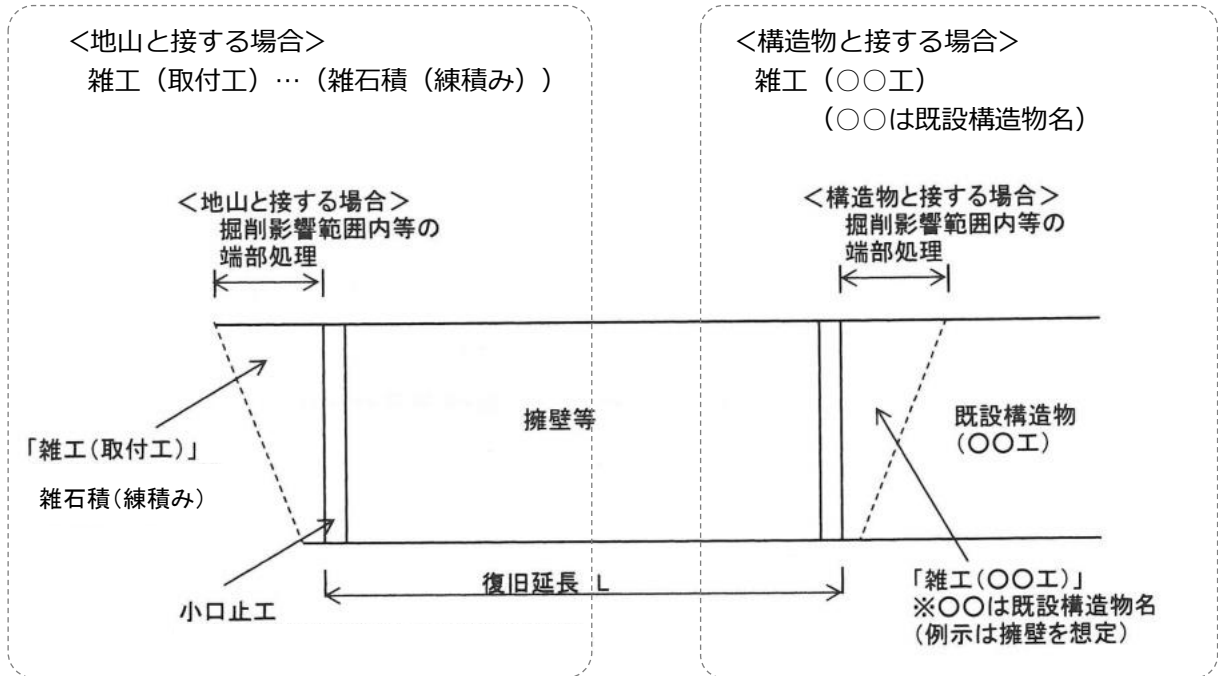 ＜地山と接する場合＞
雑工（取付工）…（雑石積（練積み））
＜構造物と接する場合＞
雑工（○○工）
（○○は既設構造物名）
＜地山と接する場合＞
掘削影響範囲内等の
端部処理
＜構造物と接する場合＞
掘削影響範囲内等の
端部処理
擁壁等
既設構造物
(〇〇工)
「雑工(取付工)」
雑石積(練積み)
小口止工
復旧延長 L
「雑工(〇〇工)」
※〇〇は既設構造物名
(例示は擁壁を想定)